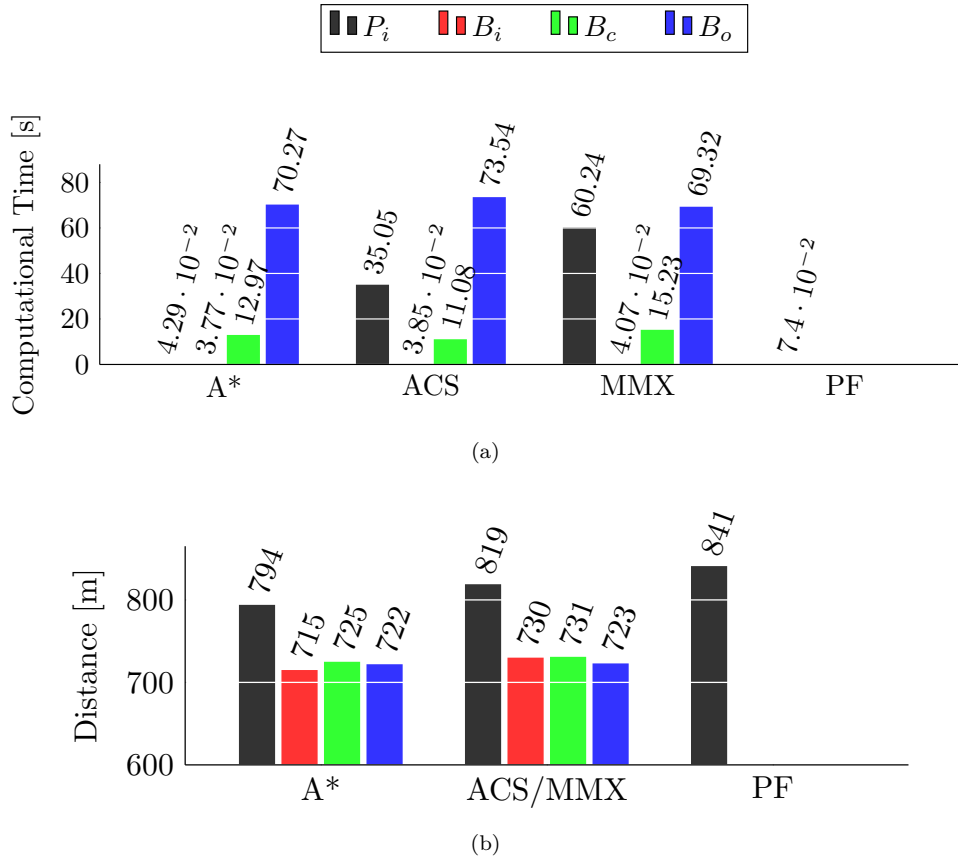 P_i B_i B_c B_o
Computational Time [s]
80
60
40
20
0
4.29 · 10^−2
3.77 · 10^−2
12.97
70.27
35.05
3.85 · 10^−2
11.08
73.54
60.24
4.07 · 10^−2
15.23
69.32
7.4 · 10^−2
A* ACS MMX PF
(a)
Distance [m]
800
700
600
794
715
725
722
819
730
731
723
841
A* ACS/MMX PF
(b)